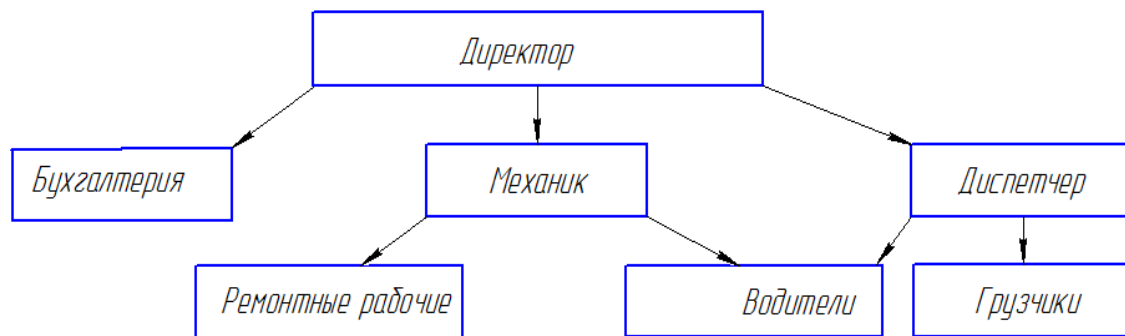 Директор
Бухгалтерия
Механик
Диспетчер
Ремонтные рабочие
Водители
Грузчики